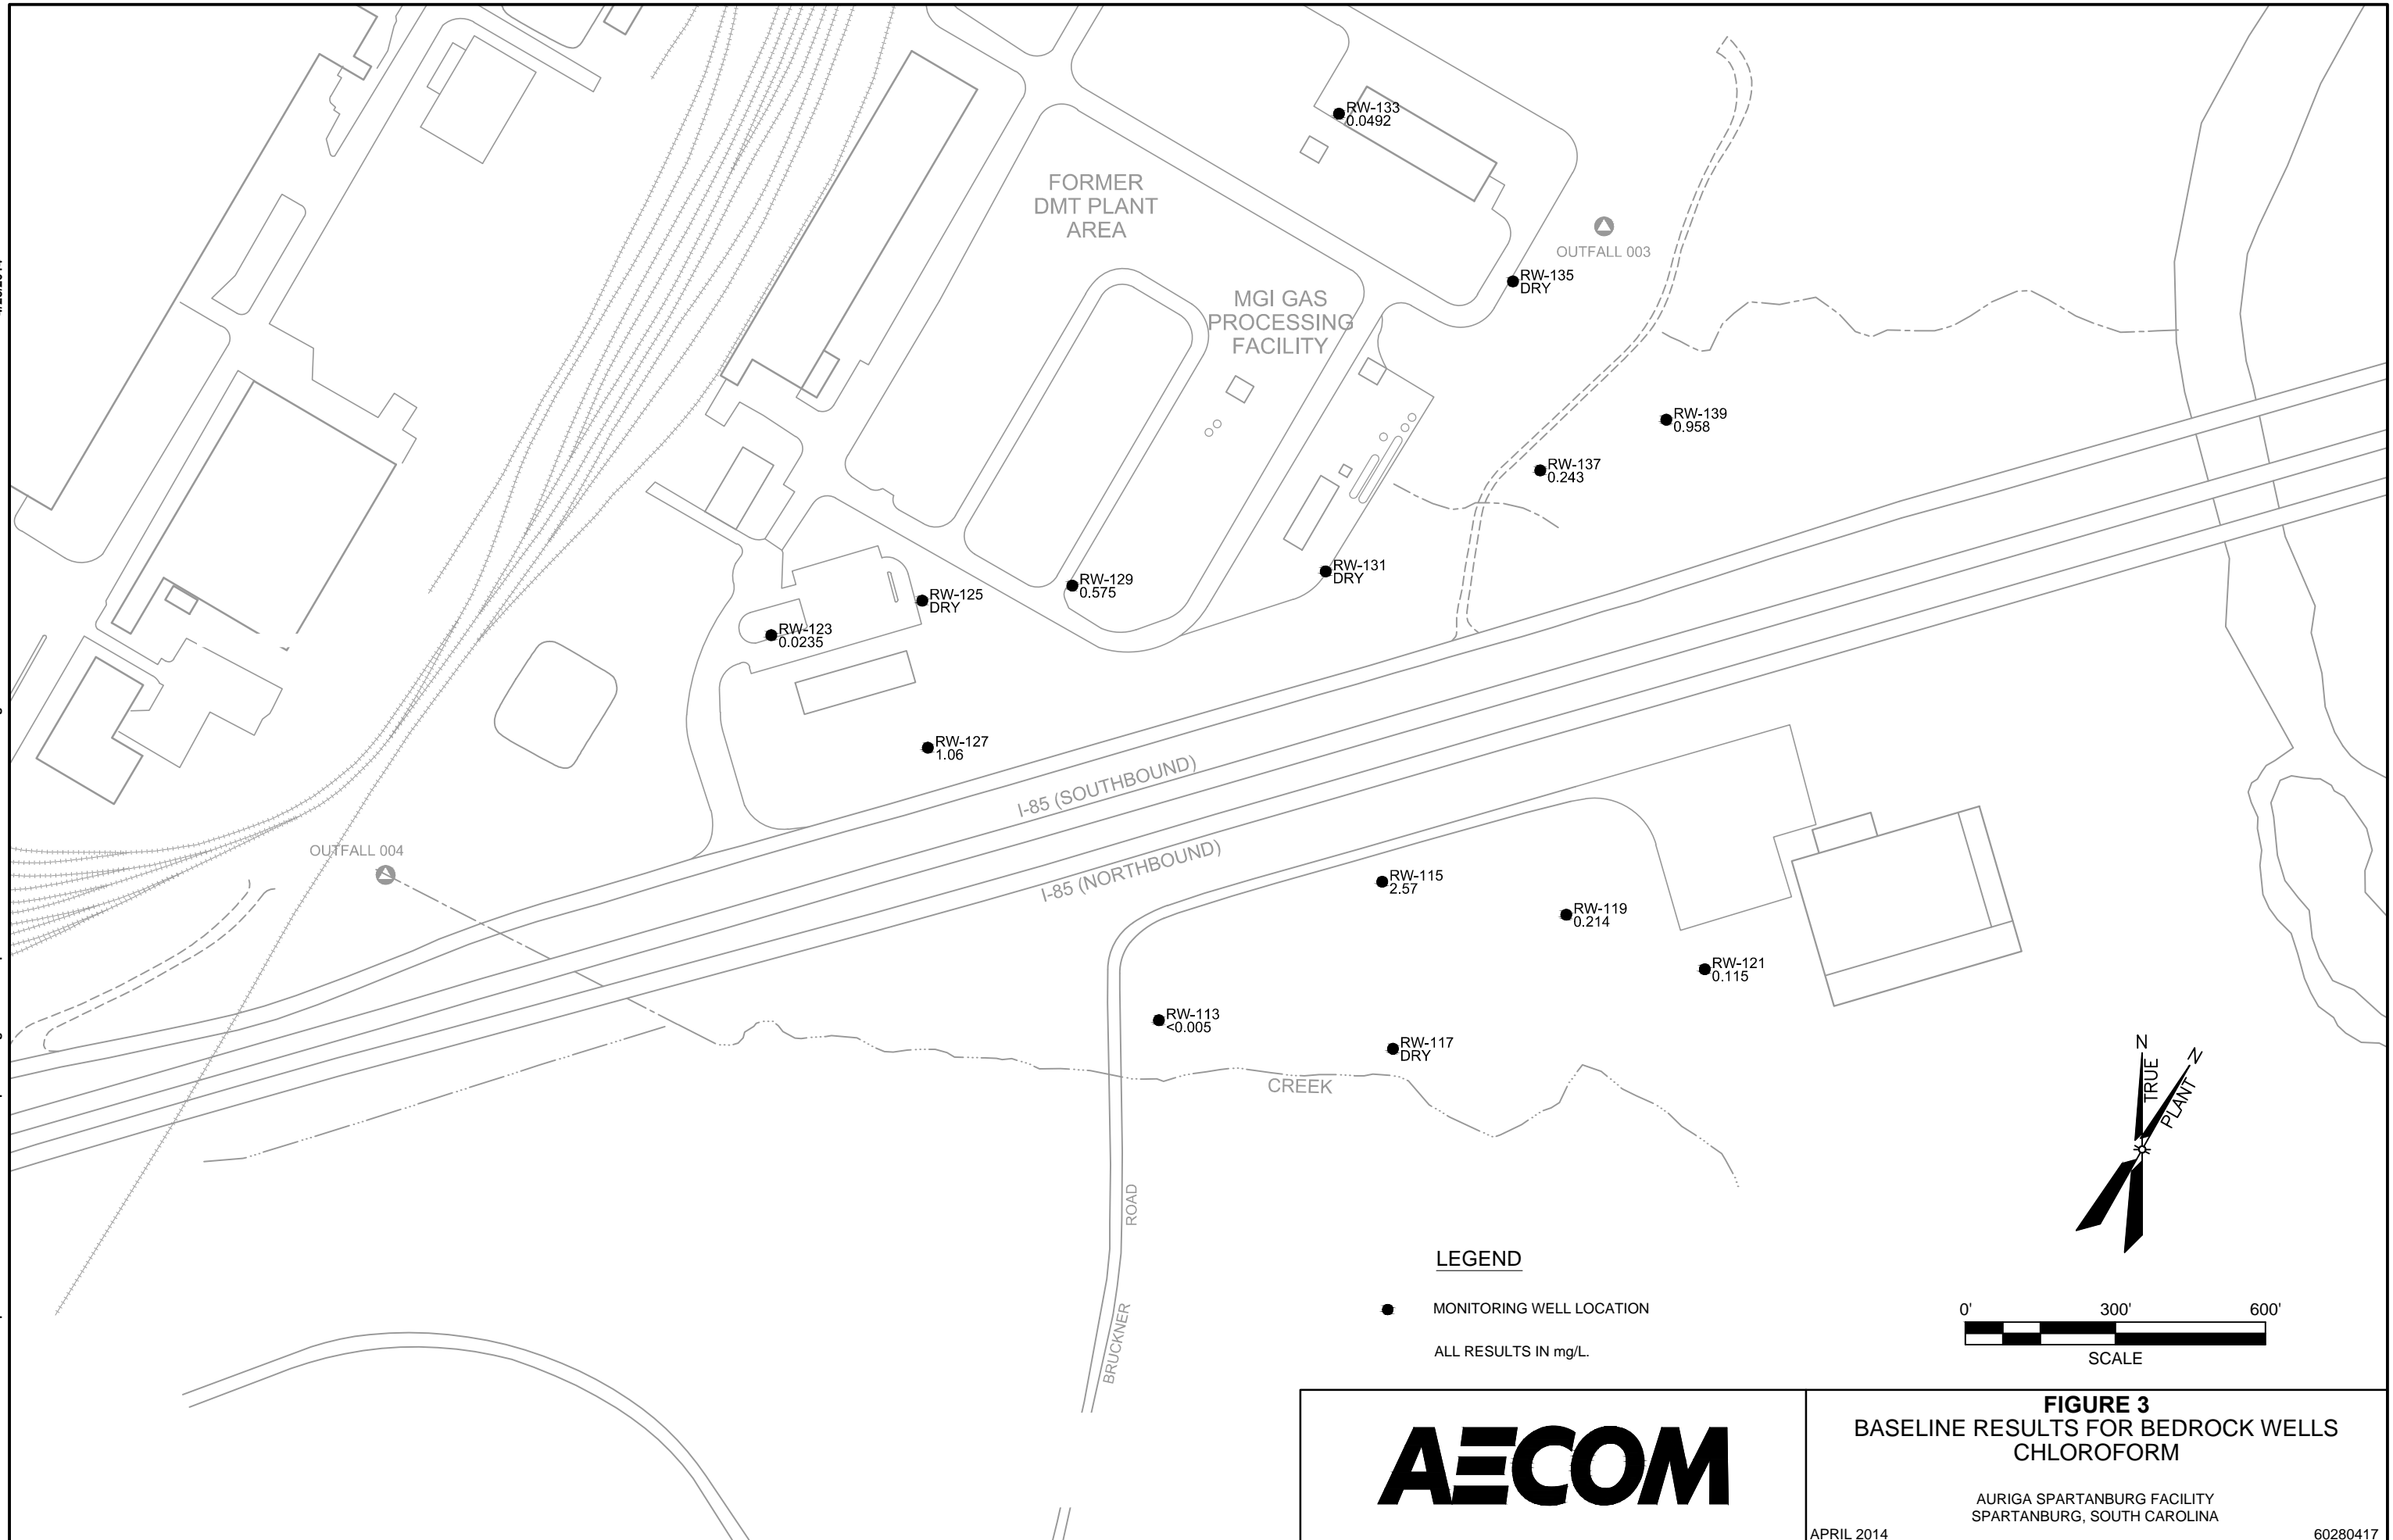 RW-133
0.0492
FORMER
DMT PLANT
AREA
OUTFALL 003
RW-135
DRY
MGI GAS
PROCESSING
FACILITY
RW-139
0.958
RW-137
0.243
RW-131
DRY
RW-129
0.575
RW-125
DRY
RW-123
0.0235
RW-127
1.06
I-85 (SOUTHBOUND)
I-85 (NORTHBOUND)
OUTFALL 004
RW-115
2.57
RW-119
0.214
RW-121
0.115
RW-113
<0.005
RW-117
DRY
CREEK
N
TRUE
N
PLANT
ROAD
BRUCKNER
LEGEND
MONITORING WELL LOCATION
ALL RESULTS IN mg/L.
0' 300' 600'
SCALE
AECOM
FIGURE 3
BASELINE RESULTS FOR BEDROCK WELLS
CHLOROFORM
AURIGA SPARTANBURG FACILITY
SPARTANBURG, SOUTH CAROLINA
APRIL 2014 60280417